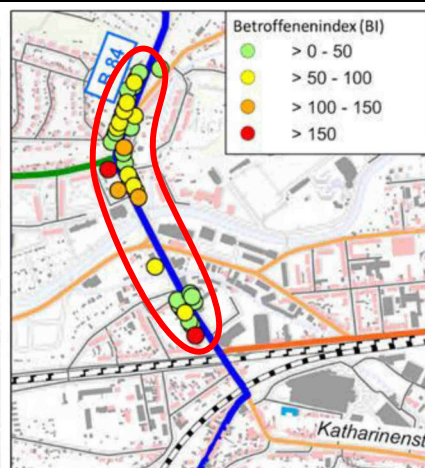 Betroffenenindex (BI)
> 0 - 50
> 50 - 100
> 100 - 150
> 150
B 84
Katharinenst